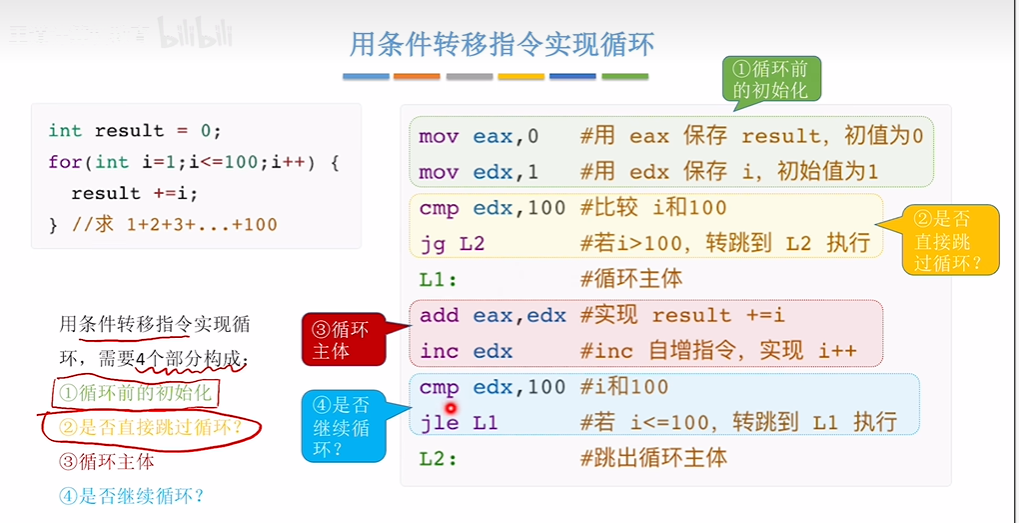 bilibili
用条件转移指令实现循环
①循环前
的初始化
int result = 0;
for(int i=1;i<=100;i++) {
result +=i;
} //求 1+2+3+...+100
mov eax,0 #用 eax 保存 result，初值为0
mov edx,1 #用 edx 保存 i，初始值为1
cmp edx,100 #比较 i和100
jg L2 #若i>100，转跳到 L2 执行
②是否
直接跳
过循环？
L1: #循环主体
add eax,edx #实现 result +=i
inc edx #inc 自增指令，实现 i++
③循环
主体
cmp edx,100 #i和100
jle L1 #若 i<=100，转跳到 L1 执行
④是否
继续循
环？
L2: #跳出循环主体
用条件转移指令实现循
环，需要4个部分构成：
①循环前的初始化
②是否直接跳过循环？
③循环主体
④是否继续循环？